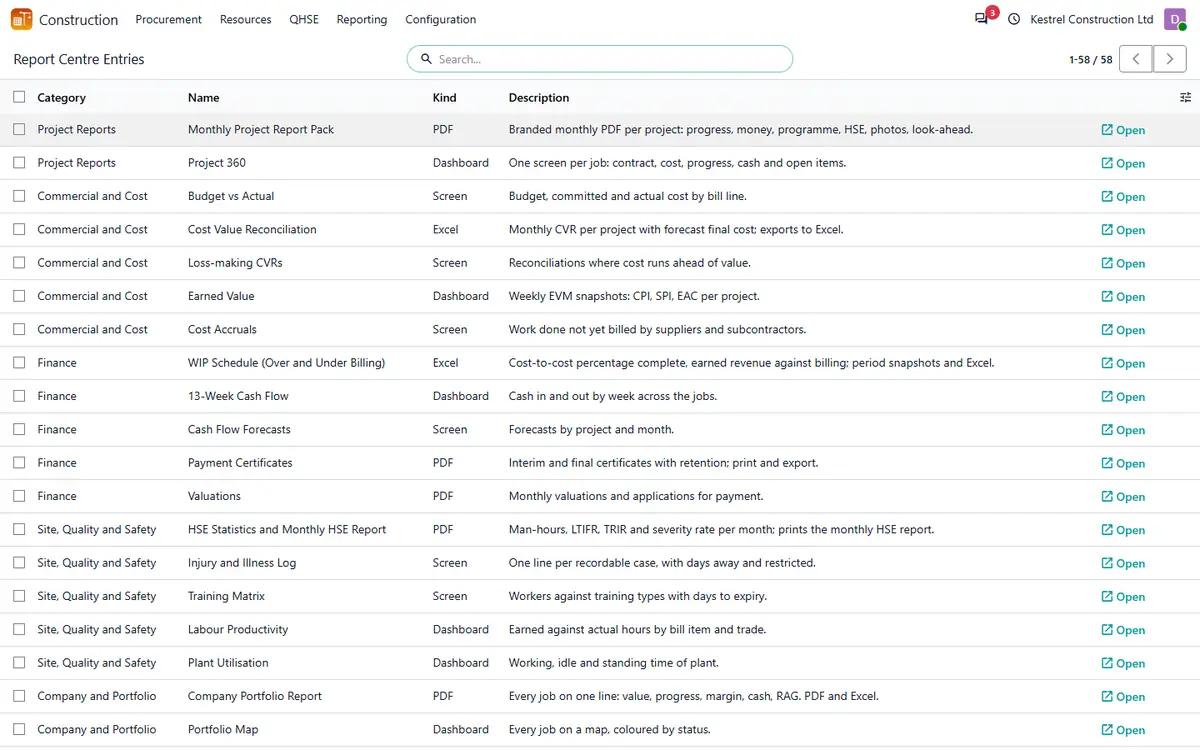 Construction Procurement Resources QHSE Reporting Configuration 3 Kestrel Construction Ltd D
Report Centre Entries Search... 1-58 / 58
Category Name Kind Description
Project Reports Monthly Project Report Pack PDF Branded monthly PDF per project: progress, money, programme, HSE, photos, look-ahead. Open
Project Reports Project 360 Dashboard One screen per job: contract, cost, progress, cash and open items. Open
Commercial and Cost Budget vs Actual Screen Budget, committed and actual cost by bill line. Open
Commercial and Cost Cost Value Reconciliation Excel Monthly CVR per project with forecast final cost; exports to Excel. Open
Commercial and Cost Loss-making CVRs Screen Reconciliations where cost runs ahead of value. Open
Commercial and Cost Earned Value Dashboard Weekly EVM snapshots: CPI, SPI, EAC per project. Open
Commercial and Cost Cost Accruals Screen Work done not yet billed by suppliers and subcontractors. Open
Finance WIP Schedule (Over and Under Billing) Excel Cost-to-cost percentage complete, earned revenue against billing; period snapshots and Excel. Open
Finance 13-Week Cash Flow Dashboard Cash in and out by week across the jobs. Open
Finance Cash Flow Forecasts Screen Forecasts by project and month. Open
Finance Payment Certificates PDF Interim and final certificates with retention; print and export. Open
Finance Valuations PDF Monthly valuations and applications for payment. Open
Site, Quality and Safety HSE Statistics and Monthly HSE Report PDF Man-hours, LTIFR, TRIR and severity rate per month; prints the monthly HSE report. Open
Site, Quality and Safety Injury and Illness Log Screen One line per recordable case, with days away and restricted. Open
Site, Quality and Safety Training Matrix Screen Workers against training types with days to expiry. Open
Site, Quality and Safety Labour Productivity Dashboard Earned against actual hours by bill item and trade. Open
Site, Quality and Safety Plant Utilisation Dashboard Working, idle and standing time of plant. Open
Company and Portfolio Company Portfolio Report PDF Every job on one line: value, progress, margin, cash, RAG. PDF and Excel. Open
Company and Portfolio Portfolio Map Dashboard Every job on a map, coloured by status. Open